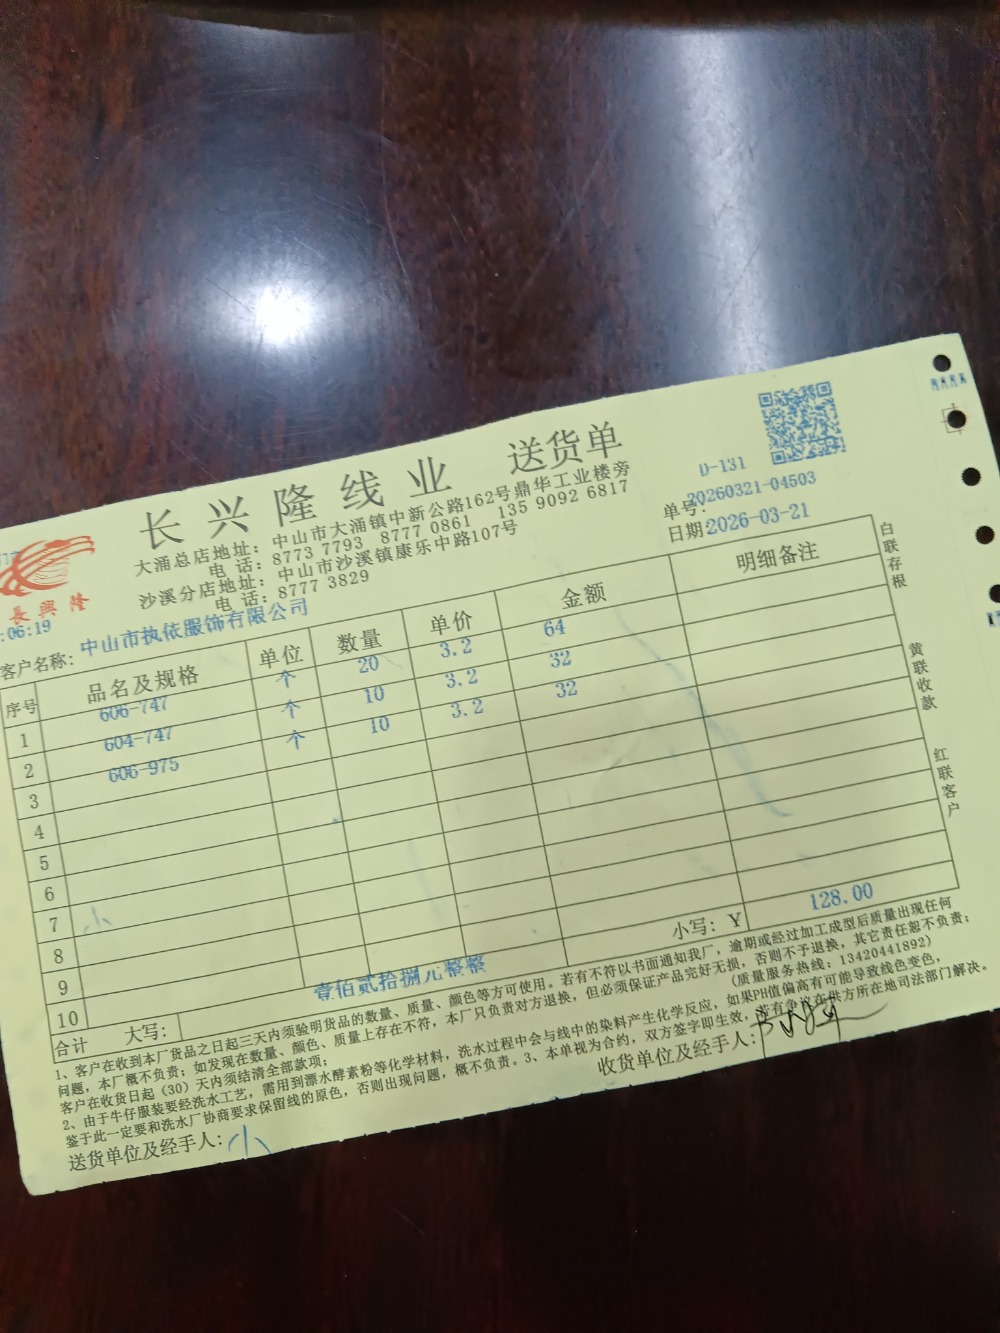 长兴隆线业 送货单
大涌总店地址：中山市大涌镇中新公路162号鼎华工业楼旁
电 话：8773 7793 8777 0861 135 9092 6817
沙溪分店地址：中山市沙溪镇康乐中路107号
电 话：8777 3829
長興隆
:06:19
D-131
单号：20260321-04503
日期：2026-03-21
客户名称：中山市执依服饰有限公司
序号 品名及规格 单位 数量 单价 金额 明细备注
1 606-747 个 20 3.2 64
2 604-747 个 10 3.2 32
3 606-975 个 10 3.2 32
4
5
6
7
8
9
10
合计 大写：壹佰贰拾捌元整整 小写：￥ 128.00
白联存根 黄联收款 红联客户
1、客户在收到本厂货品之日起三天内须验明货品的数量、质量、颜色等方可使用。若有不符以书面通知我厂，逾期或经过加工成型后质量出现任何
问题，本厂概不负责；如发现在数量、颜色、质量上存在不符，本厂只负责对方退换，但必须保证产品完好无损，否则不予退换，其它责任恕不负责；
客户在收货日起（30）天内须结清全部款项； （质量服务热线：13420441892）
2、由于牛仔服装要经洗水工艺，需用到漂水酵素粉等化学材料，洗水过程中会与线中的染料产生化学反应，如果PH值偏高有可能导致线色变色，
鉴于此一定要和洗水厂协商要求保留线的原色，否则出现问题，概不负责。3、本单视为合约，双方签字即生效，若有争议在供方所在地司法部门解决。
送货单位及经手人：小
收货单位及经手人：